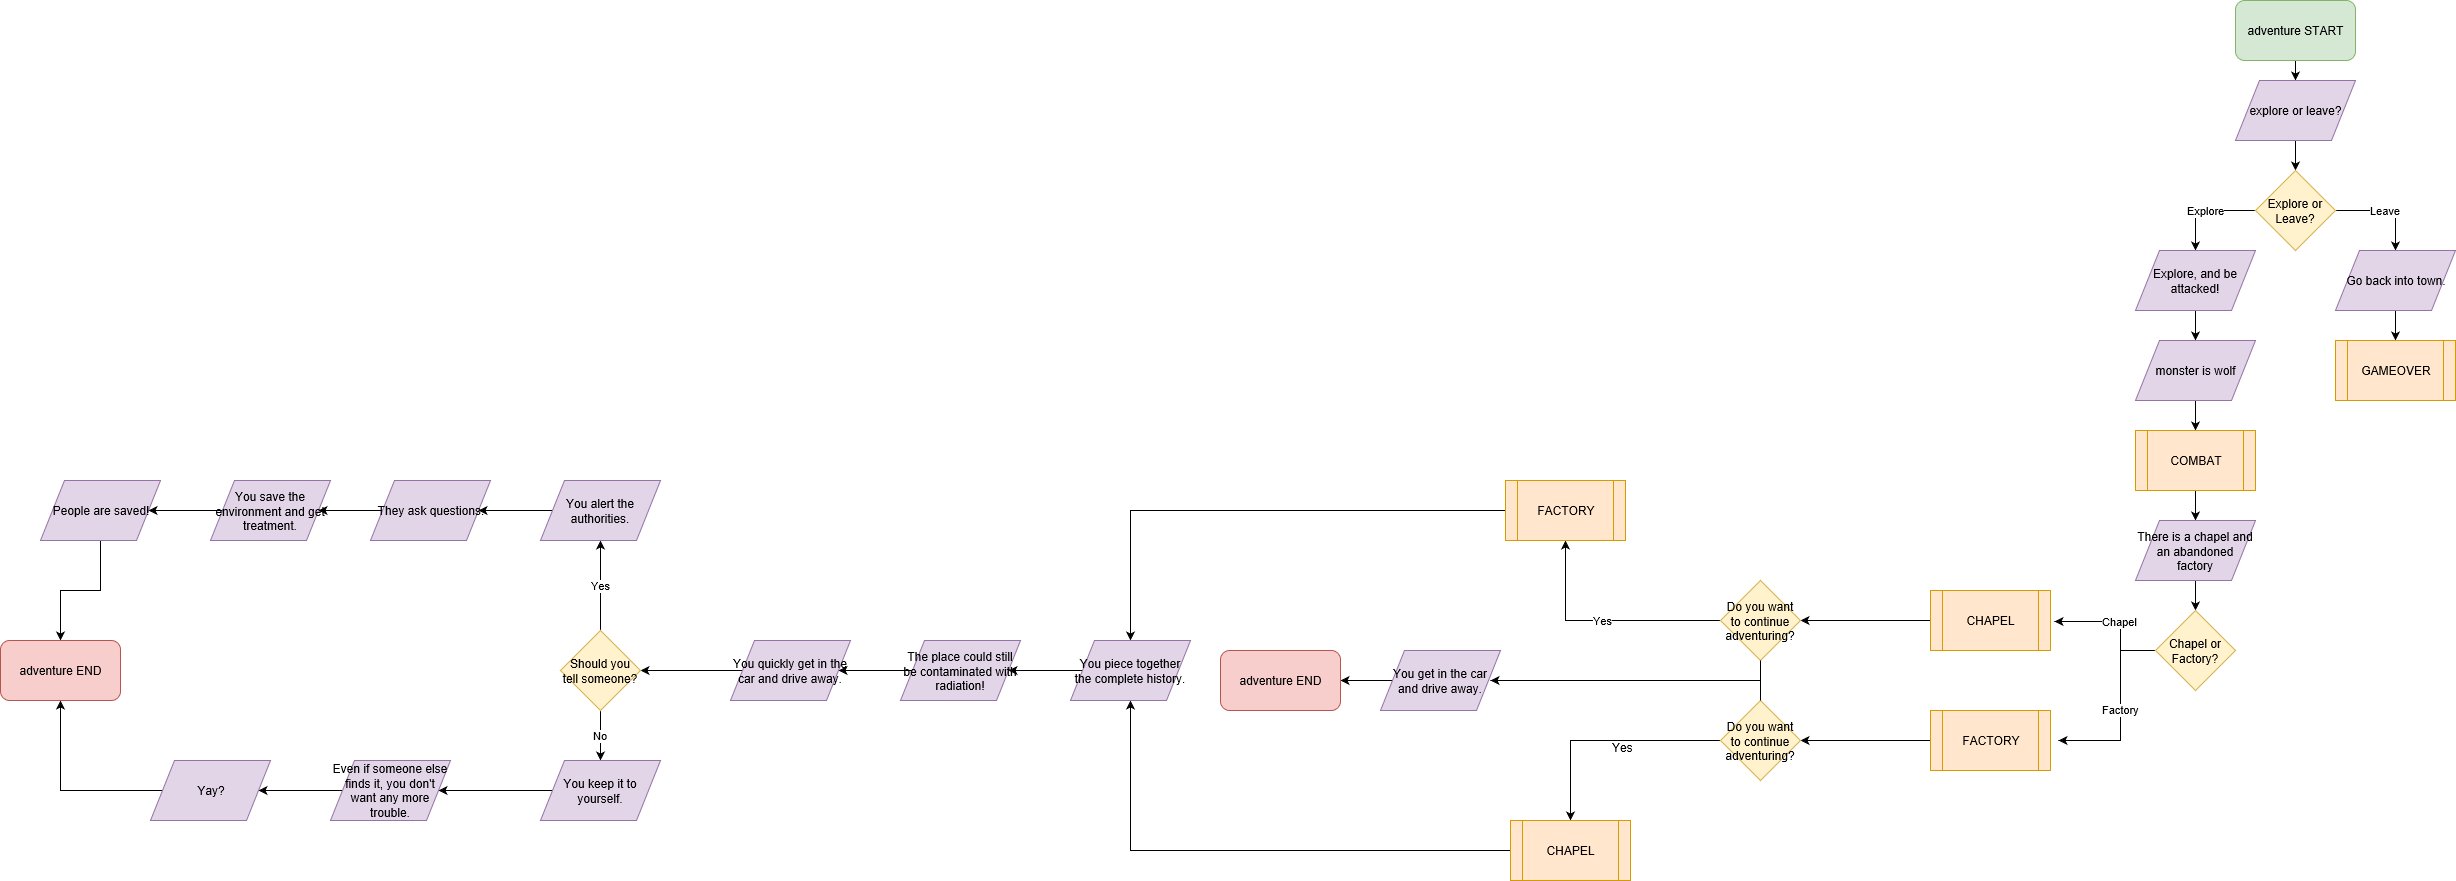 adventure START
explore or leave?
Explore or
Leave?
Explore
Leave
Explore, and be
attacked!
Go back into town.
monster is wolf
GAMEOVER
COMBAT
There is a chapel and
an abandoned
factory
Chapel or
Factory?
Chapel
Factory
CHAPEL
FACTORY
Do you want
to continue
adventuring?
Do you want
to continue
adventuring?
Yes
Yes
FACTORY
CHAPEL
You get in the car
and drive away.
adventure END
You piece together
the complete history.
The place could still
be contaminated with
radiation!
You quickly get in the
car and drive away.
Should you
tell someone?
Yes
No
You alert the
authorities.
They ask questions
You save the
environment and get
treatment.
People are saved!
You keep it to
yourself.
Even if someone else
finds it, you don't
want any more
trouble.
Yay?
adventure END